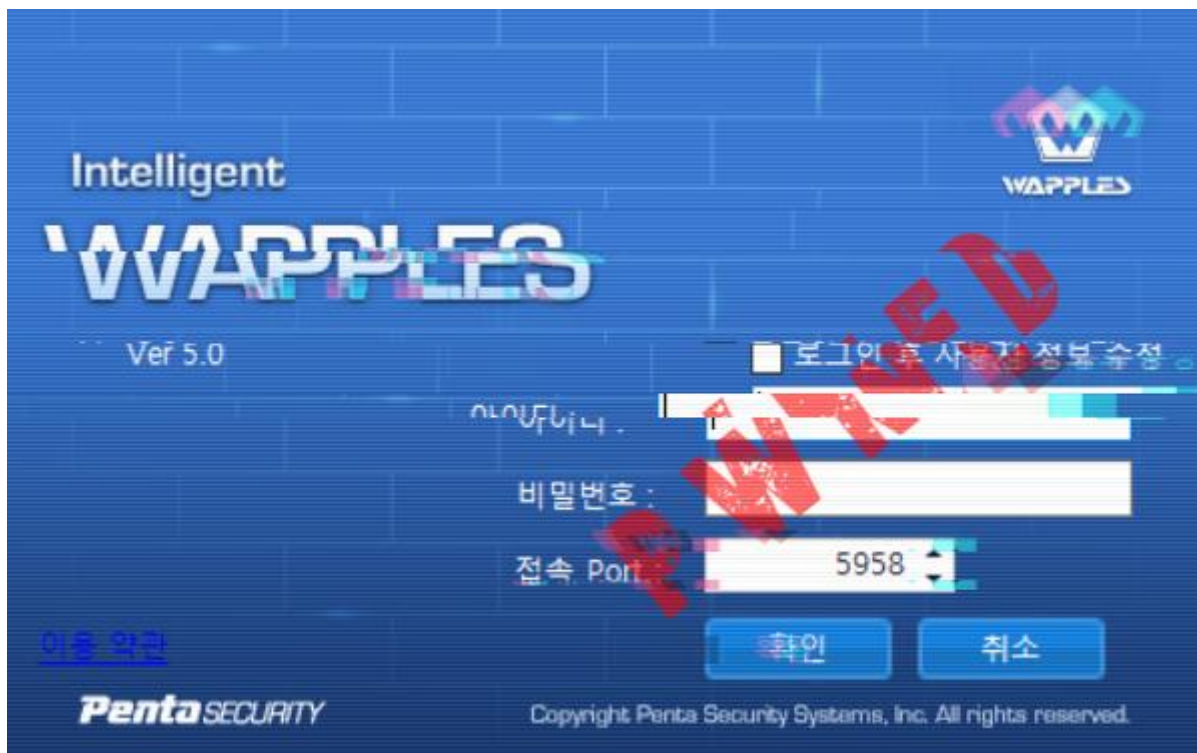 Intelligent
WAPPLES
WAPPLES
Ver 5.0
로그인 후 사용자 정보 수정
PWNED
비밀번호 :
접속 Port :
5958
이용 약관
확인
취소
Penta SECURITY
Copyright Penta Security Systems, Inc. All rights reserved.